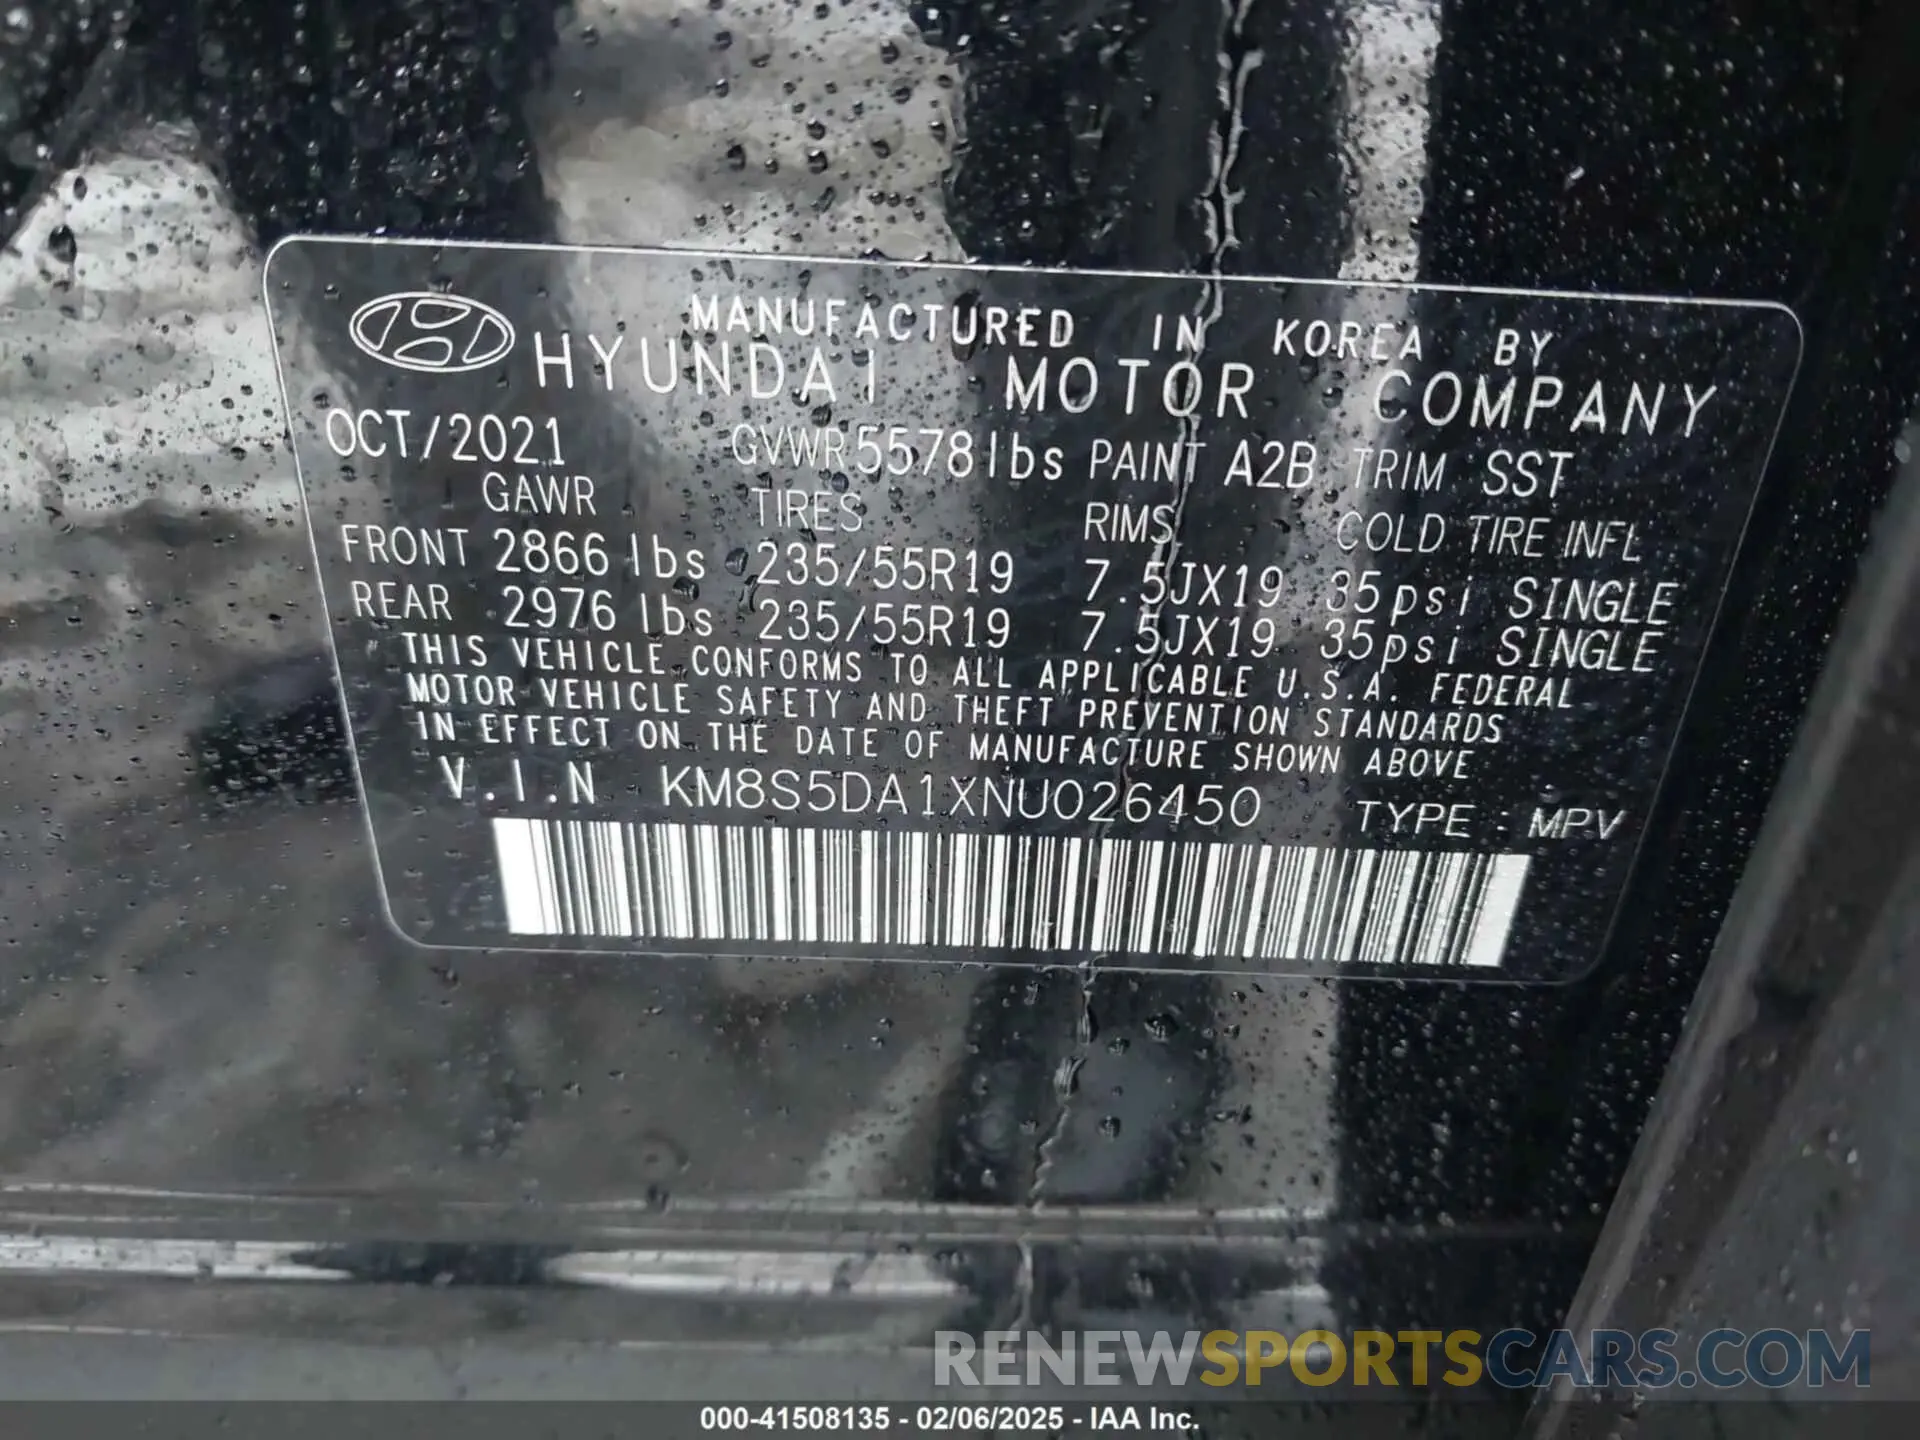 MANUFACTURED IN KOREA BY
HYUNDAI MOTOR COMPANY
OCT/2021 GVWR 5578 lbs PAINT A2B TRIM SST
GAWR TIRES RIMS COLD TIRE INFL
FRONT 2866 lbs 235/55R19 7.5JX19 35psi SINGLE
REAR 2976 lbs 235/55R19 7.5JX19 35psi SINGLE
THIS VEHICLE CONFORMS TO ALL APPLICABLE U.S.A. FEDERAL
MOTOR VEHICLE SAFETY AND THEFT PREVENTION STANDARDS
IN EFFECT ON THE DATE OF MANUFACTURE SHOWN ABOVE
V.I.N KM8S5DA1XNU026450 TYPE : MPV
RENEWSPORTSCARS.COM
000-41508135 - 02/06/2025 - IAA Inc.